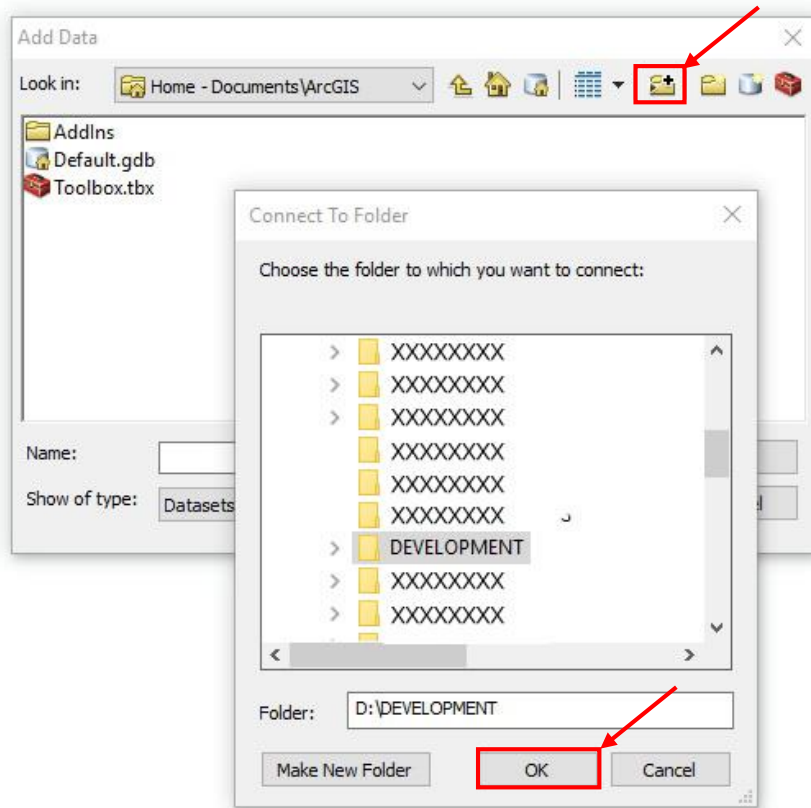 Add Data
Look in: Home - Documents\ArcGIS
AddIns
Default.gdb
Toolbox.tbx
Name:
Show of type: Datasets
Connect To Folder
Choose the folder to which you want to connect:
XXXXXXXX
XXXXXXXX
XXXXXXXX
XXXXXXXX
XXXXXXXX
XXXXXXXX
DEVELOPMENT
XXXXXXXX
XXXXXXXX
Folder: D:\DEVELOPMENT
Make New Folder OK Cancel